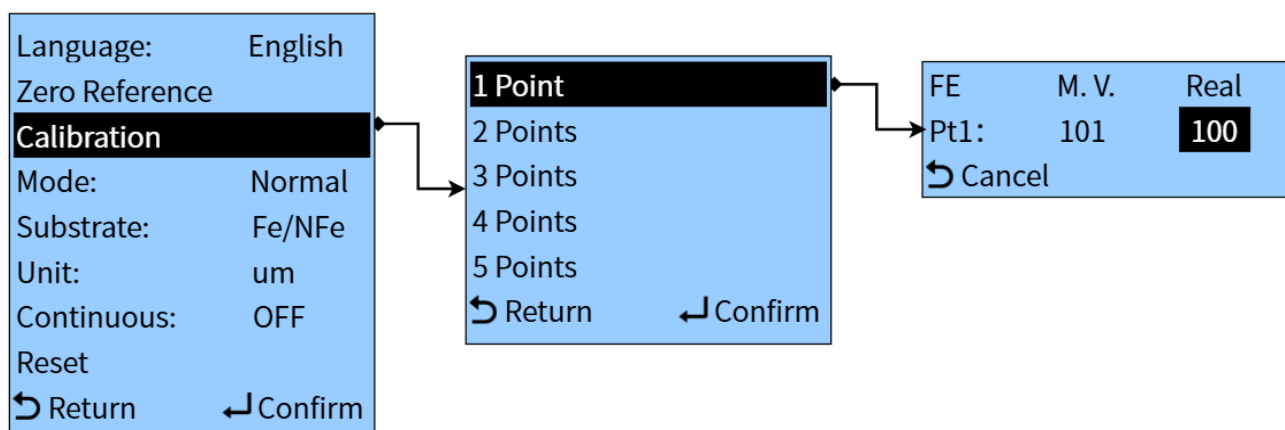 Language: English
Zero Reference
Calibration
Mode: Normal
Substrate: Fe/NFe
Unit: um
Continuous: OFF
Reset
Return Confirm
1 Point
2 Points
3 Points
4 Points
5 Points
Return Confirm
FE M. V. Real
Pt1: 101 100
Cancel